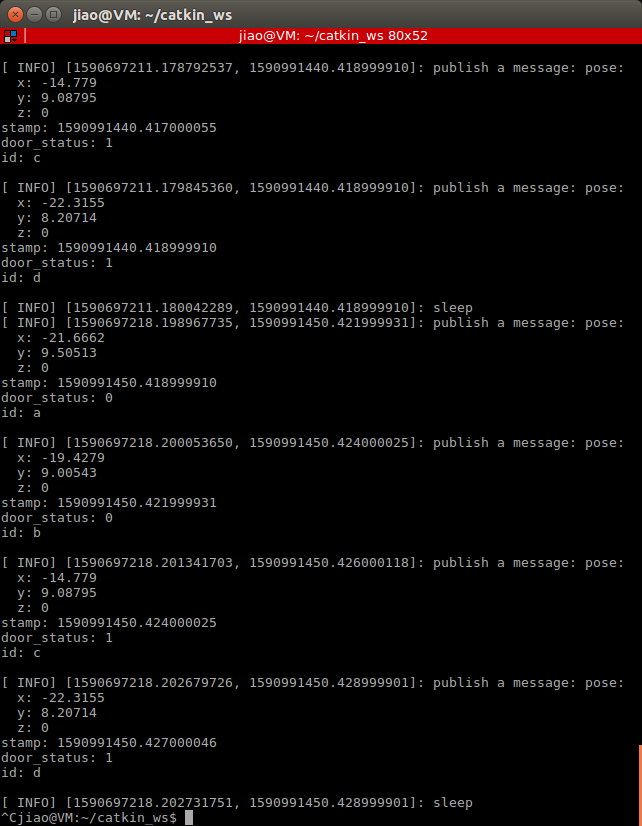 jiao@VM: ~/catkin_ws
jiao@VM: ~/catkin_ws 80x52
[ INFO] [1590697211.178792537, 1590991440.418999910]: publish a message: pose:
  x: -14.779
  y: 9.08795
  z: 0
stamp: 1590991440.417000055
door_status: 1
id: c
[ INFO] [1590697211.179845360, 1590991440.418999910]: publish a message: pose:
  x: -22.3155
  y: 8.20714
  z: 0
stamp: 1590991440.418999910
door_status: 1
id: d
[ INFO] [1590697211.180042289, 1590991440.418999910]: sleep
[ INFO] [1590697218.198967735, 1590991450.421999931]: publish a message: pose:
  x: -21.6662
  y: 9.50513
  z: 0
stamp: 1590991450.418999910
door_status: 0
id: a
[ INFO] [1590697218.200053650, 1590991450.424000025]: publish a message: pose:
  x: -19.4279
  y: 9.00543
  z: 0
stamp: 1590991450.421999931
door_status: 0
id: b
[ INFO] [1590697218.201341703, 1590991450.426000118]: publish a message: pose:
  x: -14.779
  y: 9.08795
  z: 0
stamp: 1590991450.424000025
door_status: 1
id: c
[ INFO] [1590697218.202679726, 1590991450.428999901]: publish a message: pose:
  x: -22.3155
  y: 8.20714
  z: 0
stamp: 1590991450.427000046
door_status: 1
id: d
[ INFO] [1590697218.202731751, 1590991450.428999901]: sleep
^Cjiao@VM:~/catkin_ws$